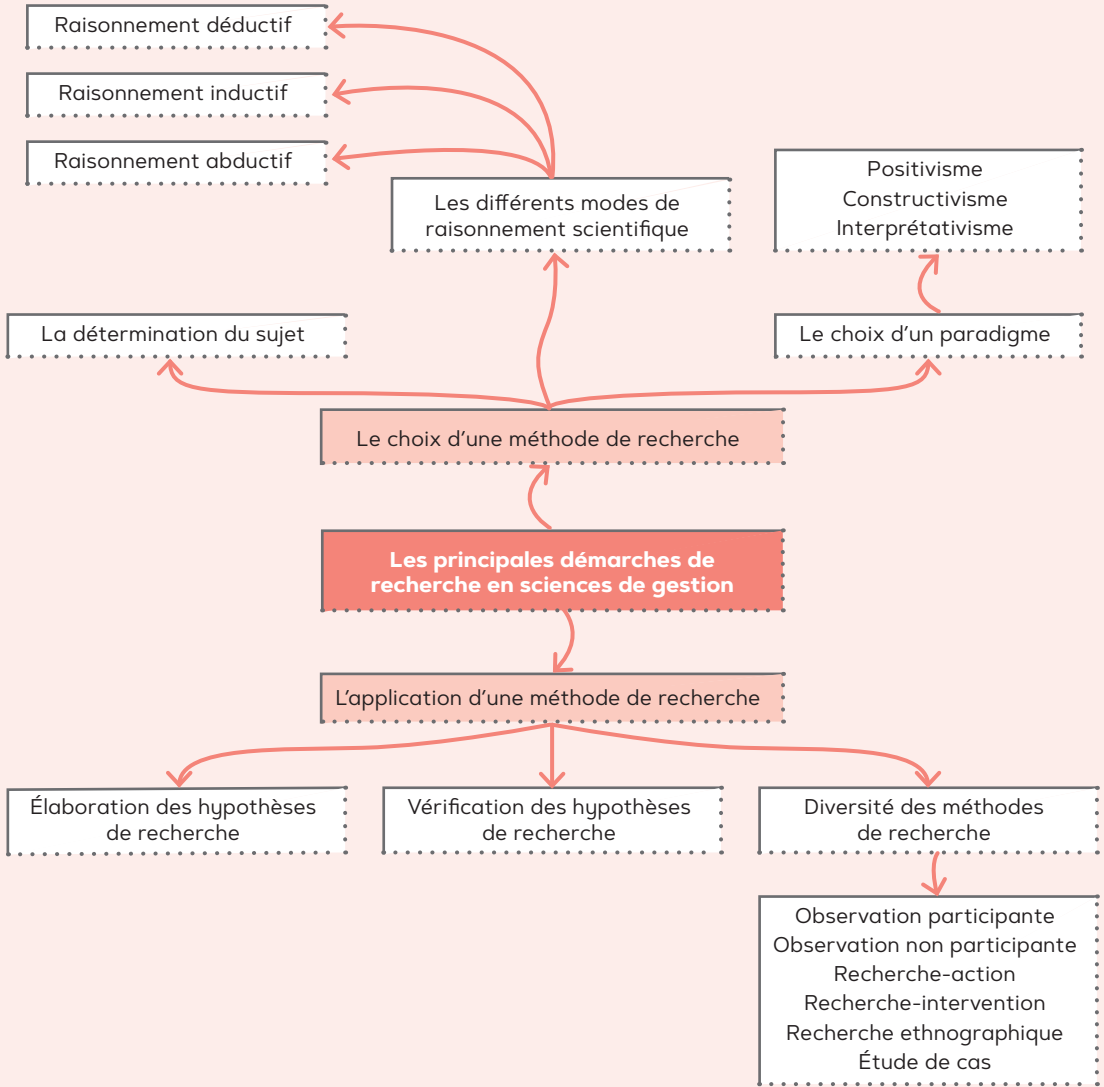 Raisonnement déductif
Raisonnement inductif
Raisonnement abductif
Les différents modes de
raisonnement scientifique
Positivisme
Constructivisme
Interprétativisme
La détermination du sujet
Le choix d'un paradigme
Le choix d'une méthode de recherche
Les principales démarches de
recherche en sciences de gestion
L'application d'une méthode de recherche
Élaboration des hypothèses
de recherche
Vérification des hypothèses
de recherche
Diversité des méthodes
de recherche
Observation participante
Observation non participante
Recherche-action
Recherche-intervention
Recherche ethnographique
Étude de cas